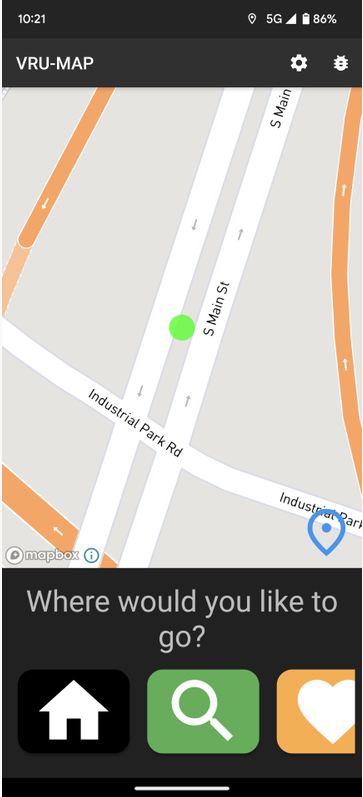 10:21
5G
86%
VRU-MAP
S Main
S Main St
Industrial Park Rd
Industrial Park
mapbox
Where would you like to
go?